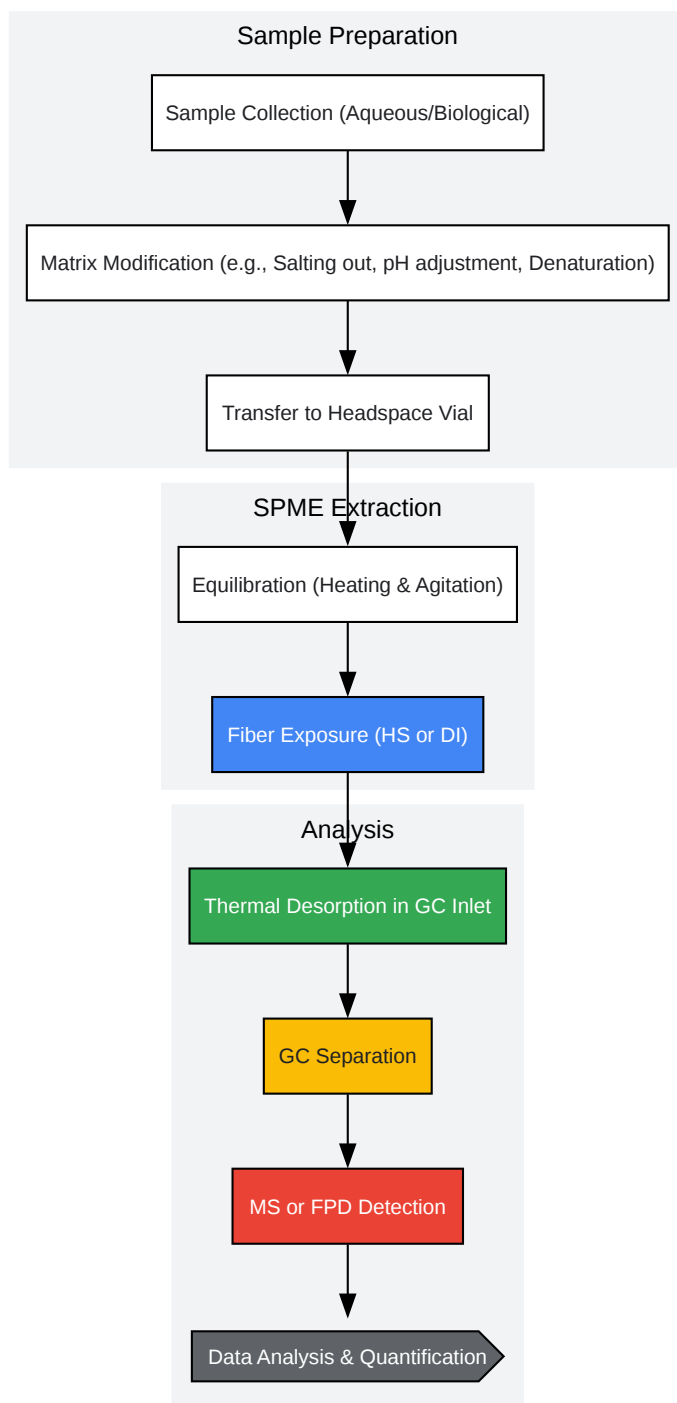 Sample Preparation
Sample Collection (Aqueous/Biological)
Matrix Modification (e.g., Salting out, pH adjustment, Denaturation)
Transfer to Headspace Vial
SPME Extraction
Equilibration (Heating & Agitation)
Fiber Exposure (HS or DI)
Analysis
Thermal Desorption in GC Inlet
GC Separation
MS or FPD Detection
Data Analysis & Quantification